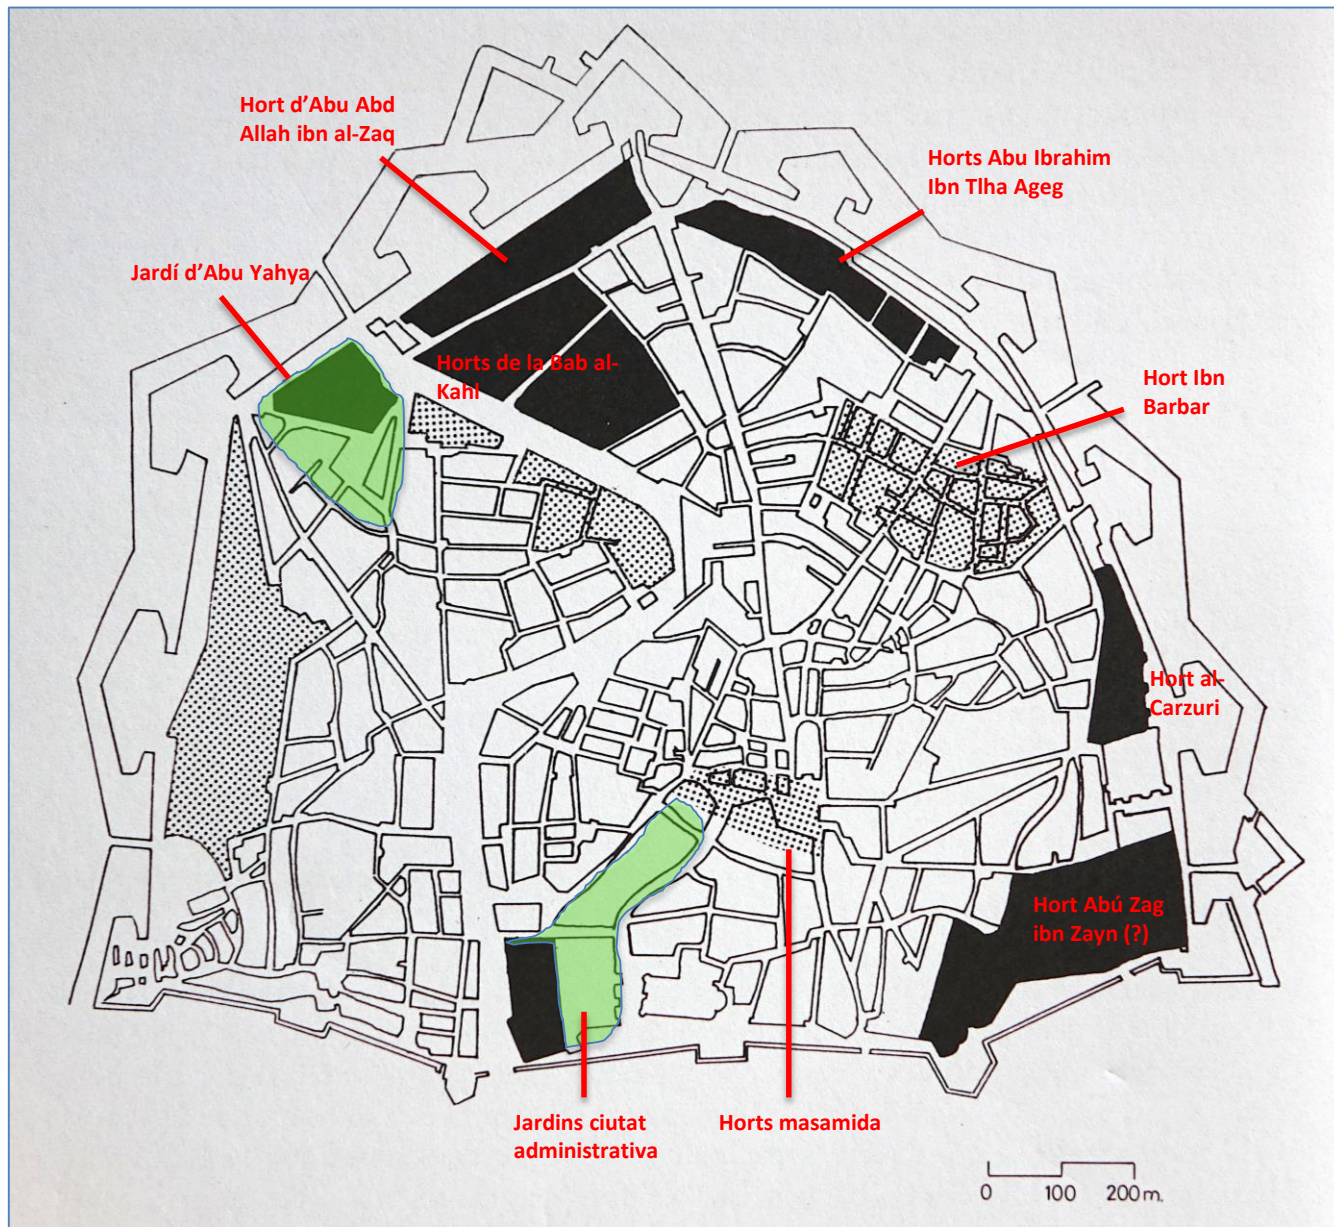 Hort d’Abu Abd
Allah ibn al-Zaq
Horts Abu Ibrahim
Ibn Tlha Ageg
Jardí d’Abu Yahya
Horts de la Bab al-
Kahl
Hort Ibn
Barbar
Hort al-
Carzuri
Hort Abú Zag
ibn Zayn (?)
Jardins ciutat
administrativa
Horts masamida
0 100 200 m.